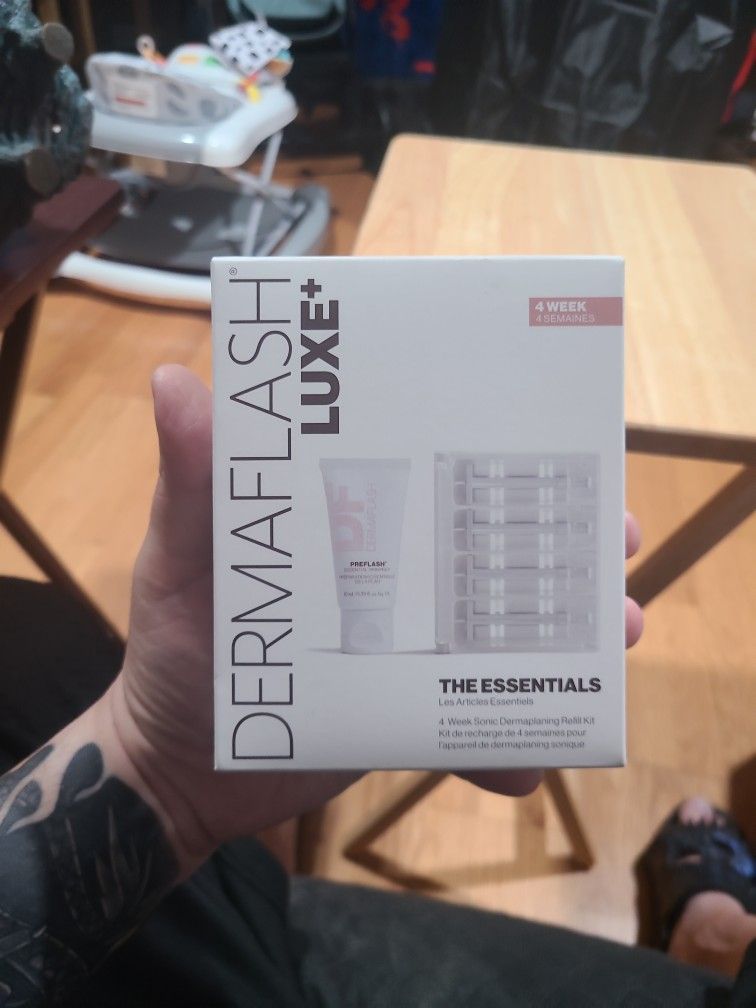 DERMAFLASH®
LUXE+
4 WEEK
4 SEMAINES
DF
DERMAFLASH
PREFLASH
THE ESSENTIALS
Les Articles Essentiels
4 Week Sonic Dermaplaning Refill Kit
Kit de recharge de 4 semaines pour
l'appareil de dermaplaning sonique